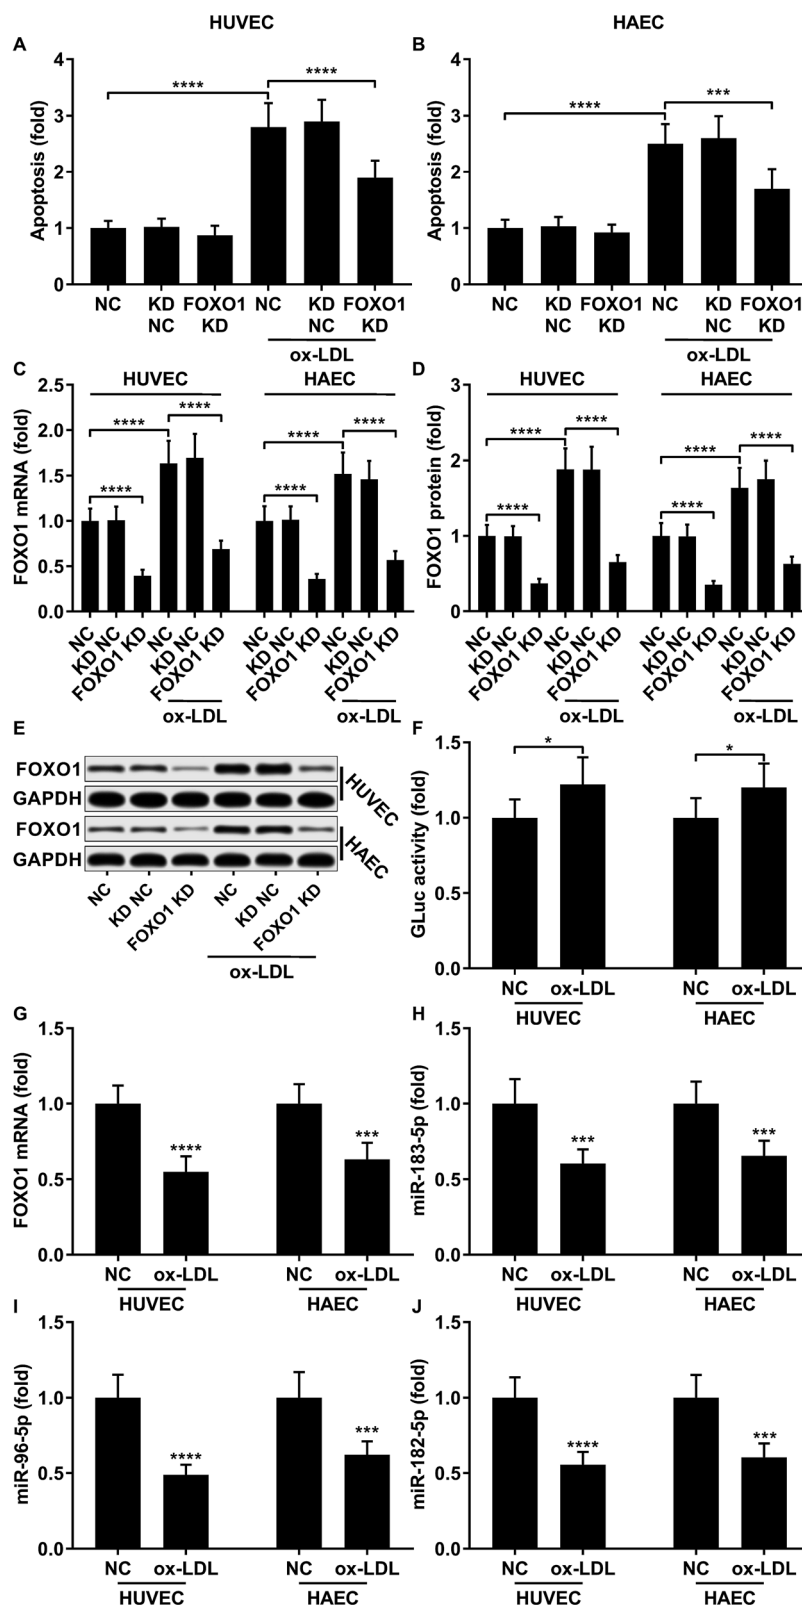 HUVEC
HAEC
A
Apoptosis (fold)
4
3
2
1
0
****
****
NC
KD NC
FOXO1 KD
NC
KD NC
FOXO1 KD
ox-LDL
B
Apoptosis (fold)
4
3
2
1
0
****
***
NC
KD NC
FOXO1 KD
NC
KD NC
FOXO1 KD
ox-LDL
C
HUVEC
HAEC
FOXO1 mRNA (fold)
2.5
2.0
1.5
1.0
0.5
0.0
****
****
****
****
****
****
NC
KD NC
FOXO1 KD
NC
KD NC
FOXO1 KD
ox-LDL
NC
KD NC
FOXO1 KD
NC
KD NC
FOXO1 KD
ox-LDL
D
HUVEC
HAEC
FOXO1 protein (fold)
3
2
1
0
****
****
****
****
****
****
NC
KD NC
FOXO1 KD
NC
KD NC
FOXO1 KD
ox-LDL
NC
KD NC
FOXO1 KD
NC
KD NC
FOXO1 KD
ox-LDL
E
FOXO1
GAPDH
HUVEC
FOXO1
GAPDH
HAEC
NC
KD NC
FOXO1 KD
NC
KD NC
FOXO1 KD
ox-LDL
F
GLuc activity (fold)
1.5
1.0
0.5
0.0
*
*
NC
ox-LDL
HUVEC
NC
ox-LDL
HAEC
G
FOXO1 mRNA (fold)
1.5
1.0
0.5
0.0
****
***
NC
ox-LDL
HUVEC
NC
ox-LDL
HAEC
H
miR-183-5p (fold)
1.5
1.0
0.5
0.0
***
***
NC
ox-LDL
HUVEC
NC
ox-LDL
HAEC
I
miR-96-5p (fold)
1.5
1.0
0.5
0.0
****
***
NC
ox-LDL
HUVEC
NC
ox-LDL
HAEC
J
miR-182-5p (fold)
1.5
1.0
0.5
0.0
****
***
NC
ox-LDL
HUVEC
NC
ox-LDL
HAEC